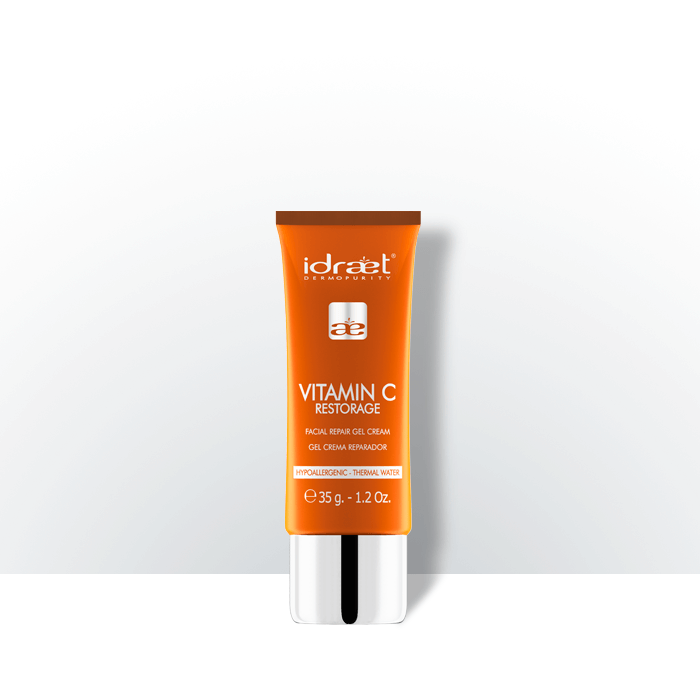 idraet®
DERMOPURITY
æ
VITAMIN C
RESTORAGE
FACIAL REPAIR GEL CREAM
GEL CREMA REPARADOR
HYPOALLERGENIC - THERMAL WATER
℮ 35 g. - 1.2 Oz.